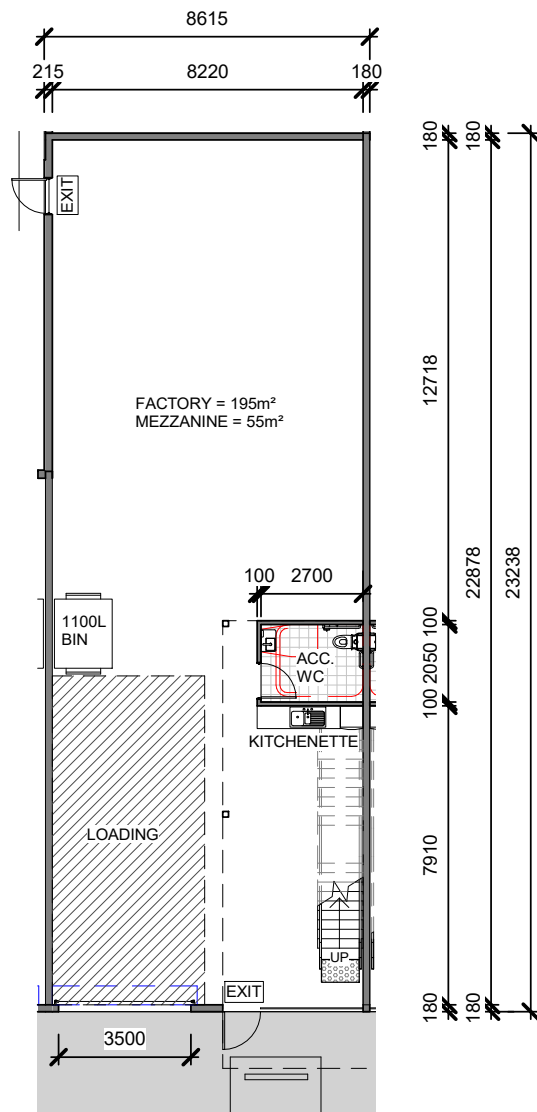 8615
215 8220 180
180 180
EXIT
12718
FACTORY = 195m²
MEZZANINE = 55m²
22878
23238
100 2700
100
1100L
BIN
ACC.
WC
2050
100
KITCHENETTE
LOADING
7910
UP
EXIT
180 180
3500